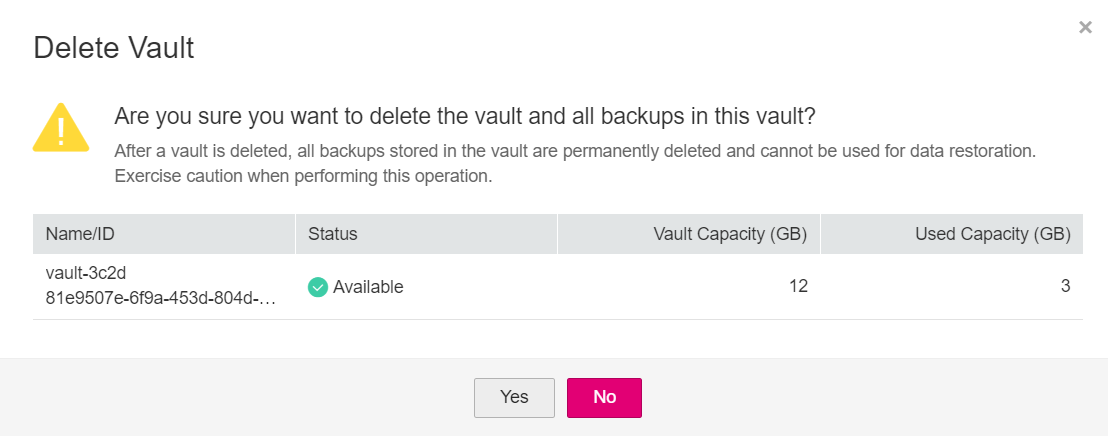 Delete Vault
Are you sure you want to delete the vault and all backups in this vault?
After a vault is deleted, all backups stored in the vault are permanently deleted and cannot be used for data restoration.
Exercise caution when performing this operation.
Name/ID Status Vault Capacity (GB) Used Capacity (GB)
vault-3c2d
81e9507e-6f9a-453d-804d-... Available 12 3
Yes No